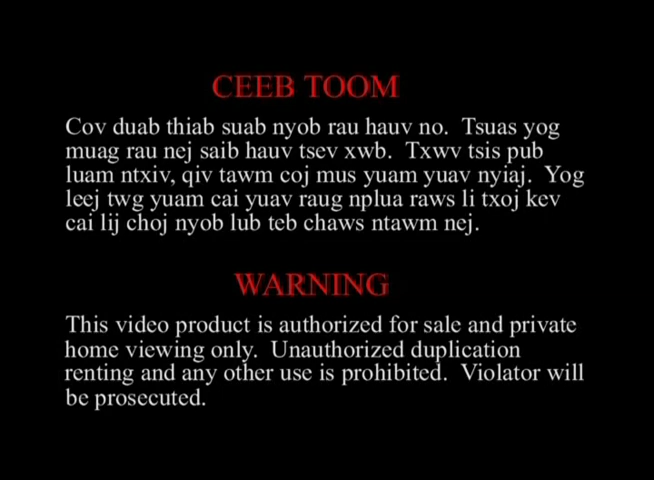 CEEB TOOM
Cov duab thiab suab nyob rau hauv no. Tsuas yog
muag rau nej saib hauv tsev xwb. Txwv tsis pub
luam ntxiv, qiv tawm coj mus yuam yuav nyiaj. Yog
leej twg yuam cai yuav raug nplua raws li txoj kev
cai lij choj nyob lub teb chaws ntawm nej.
WARNING
This video product is authorized for sale and private
home viewing only. Unauthorized duplication
renting and any other use is prohibited. Violator will
be prosecuted.